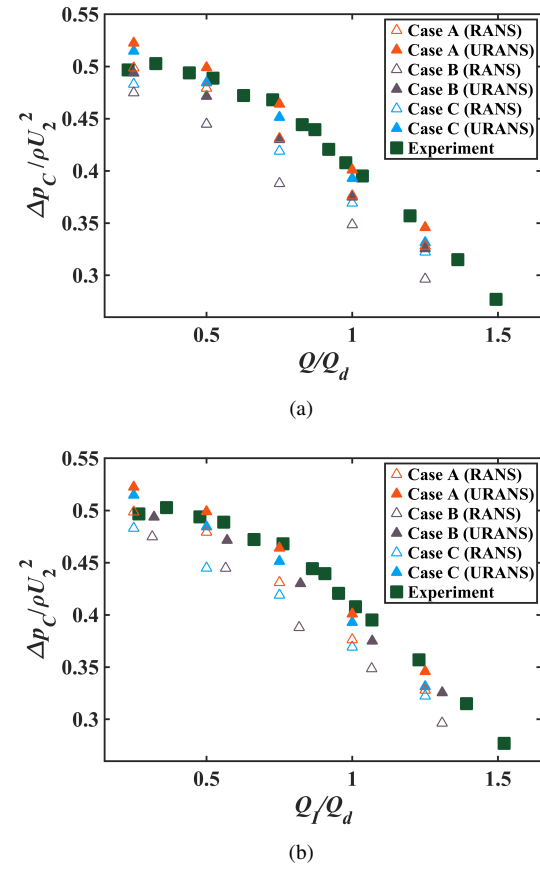 0.55
0.5
0.45
0.4
0.35
0.3
Δp_C/ρU_2^2
Case A (RANS)
Case A (URANS)
Case B (RANS)
Case B (URANS)
Case C (RANS)
Case C (URANS)
Experiment
0.5 1 1.5
Q/Q_d
(a)
0.55
0.5
0.45
0.4
0.35
0.3
Δp_C/ρU_2^2
Case A (RANS)
Case A (URANS)
Case B (RANS)
Case B (URANS)
Case C (RANS)
Case C (URANS)
Experiment
0.5 1 1.5
Q_I/Q_d
(b)